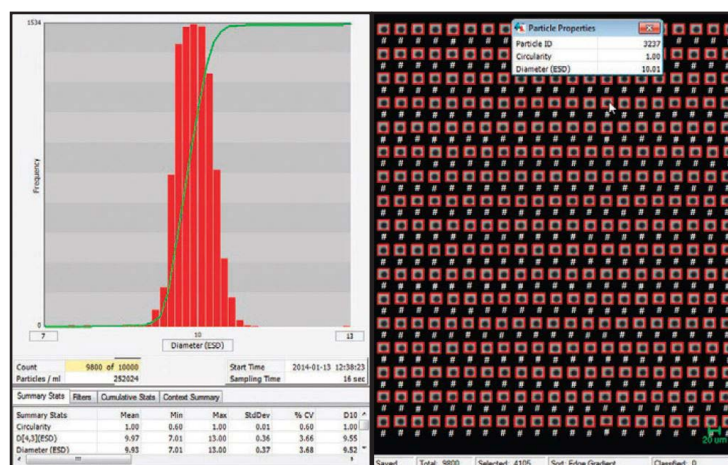 1534
Frequency
0
7
10
13
Diameter (ESD)
Count 9800 of 10000 Start Time 2014-01-13 12:38:23
Particles / ml 252024 Sampling Time 16 sec
Summary Stats Filters Cumulative Stats Context Summary
Summary Stats Mean Min Max StdDev % CV D10
Circularity 1.00 0.60 1.00 0.01 0.60 1.00
D[4,3](ESD) 9.97 7.01 13.00 0.36 3.66 9.55
Diameter (ESD) 9.93 7.01 13.00 0.37 3.68 9.52
Particle Properties
Particle ID 3237
Circularity 1.00
Diameter (ESD) 10.01
20 um
Saved Total: 9800 Selected: 4105 Sort: Edge Gradient Classified: 0